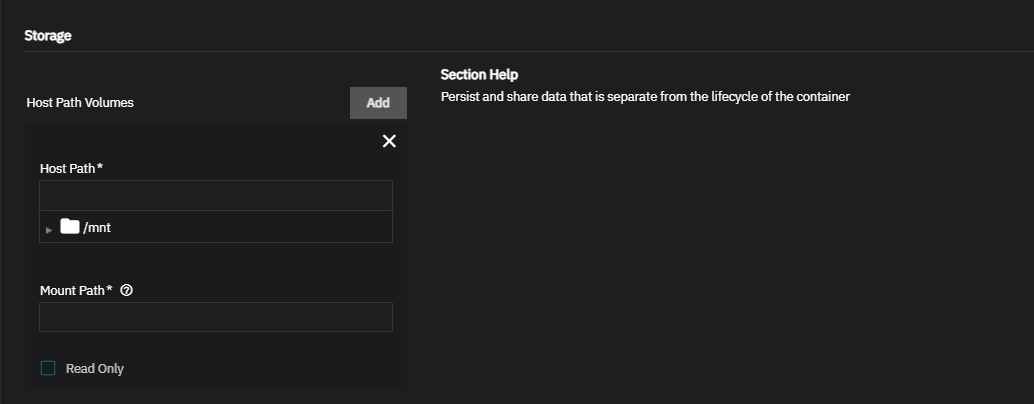 Storage
Section Help
Persist and share data that is separate from the lifecycle of the container
Host Path Volumes
Add
Host Path*
/mnt
Mount Path*
Read Only